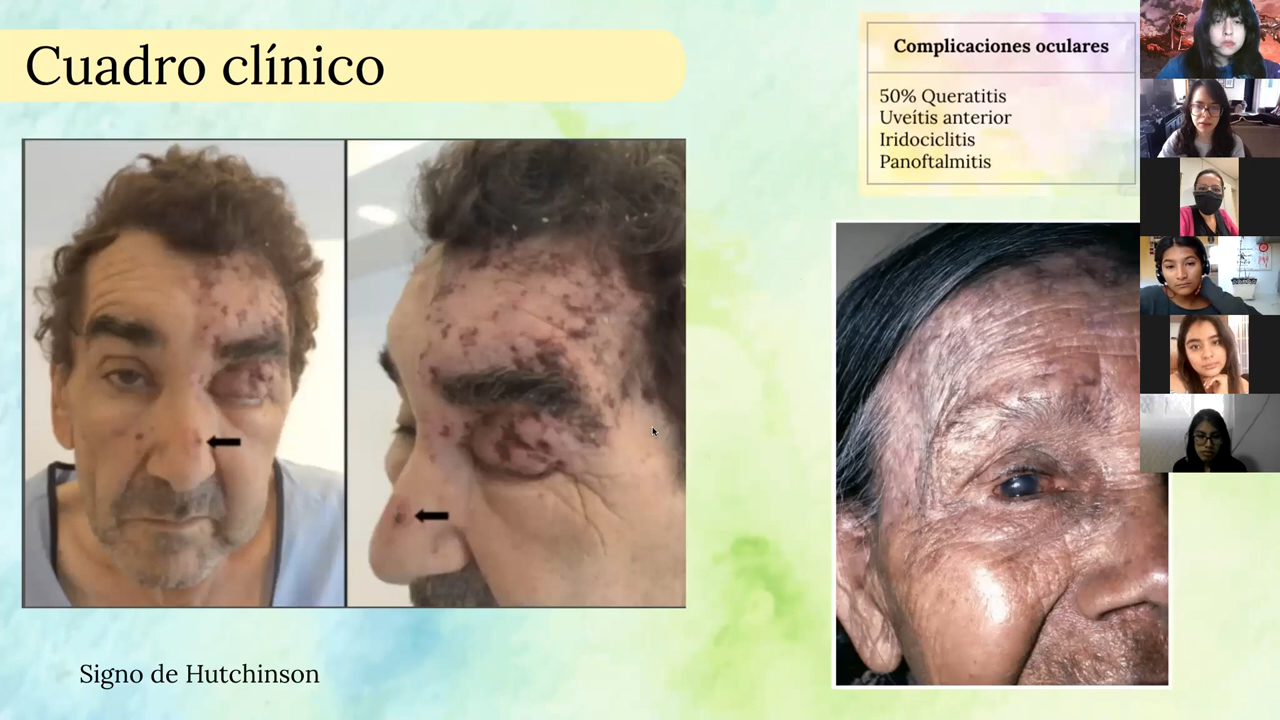 Cuadro clínico
Complicaciones oculares
50% Queratitis
Uveítis anterior
Iridociclitis
Panoftalmitis
Signo de Hutchinson